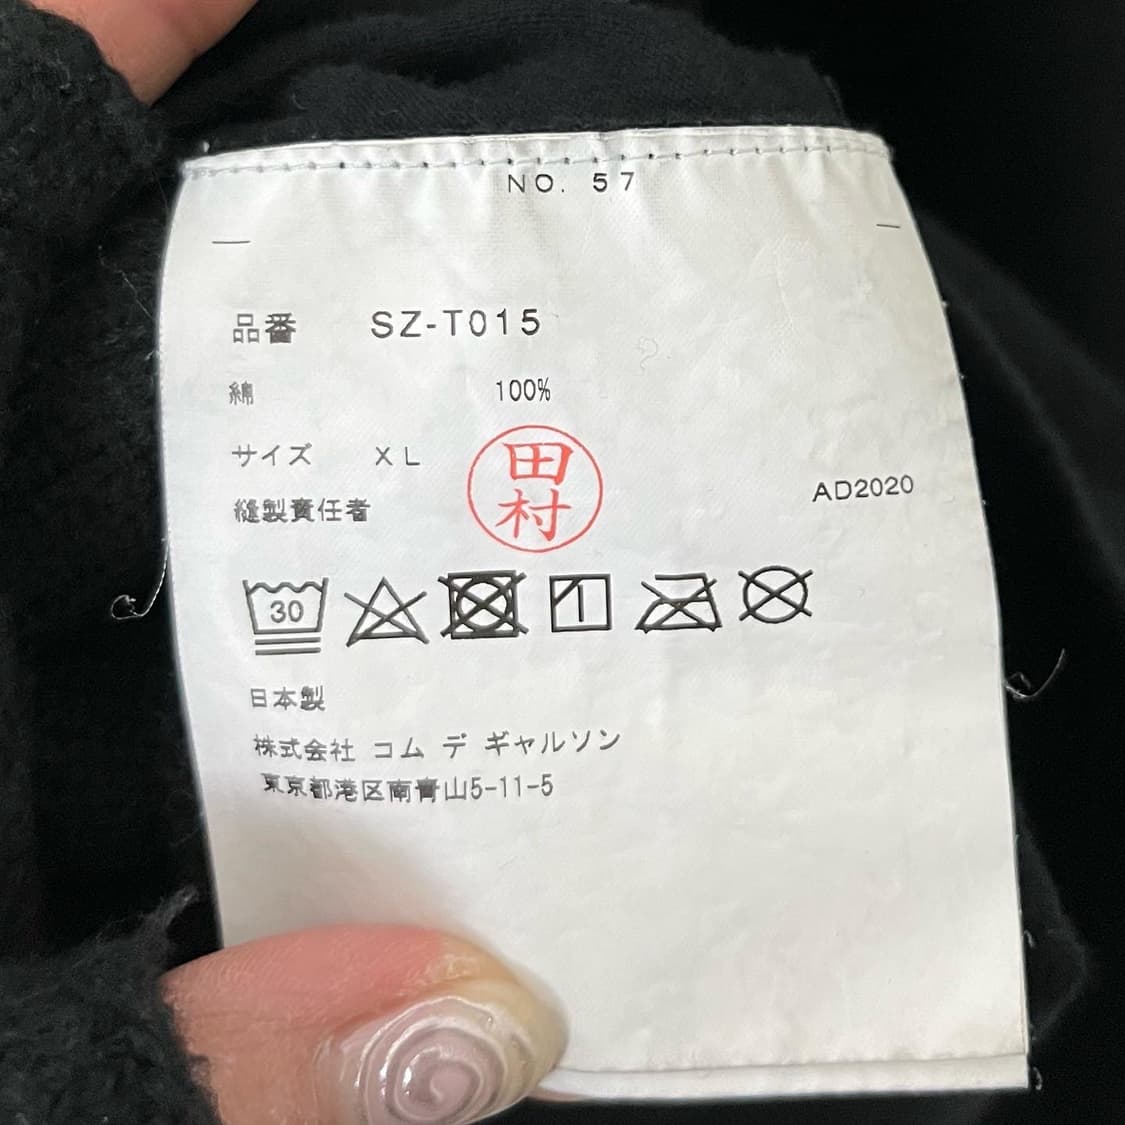 NO. 57
品番 SZ-T015
綿 100%
サイズ XL
田村
縫製責任者
AD2020
30
日本製
株式会社 コム デ ギャルソン
東京都港区南青山5-11-5